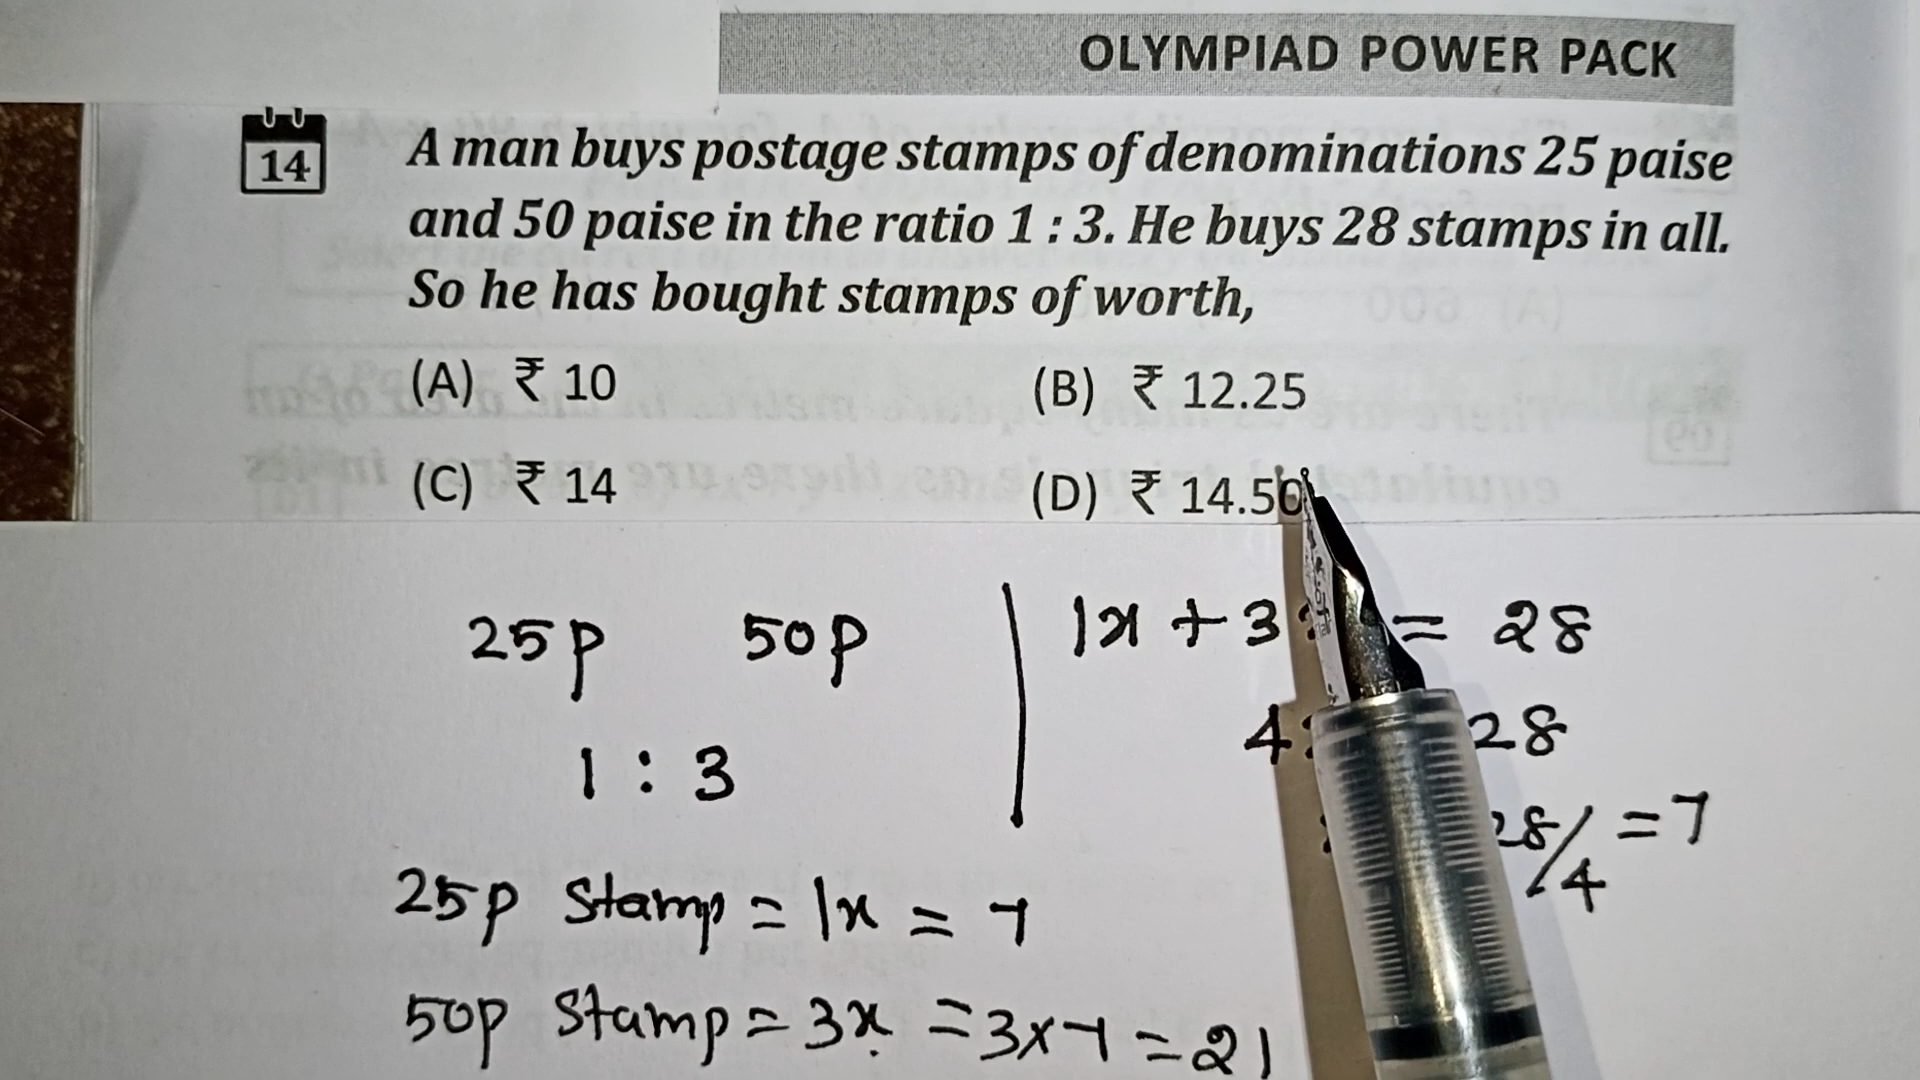 OLYMPIAD POWER PACK
14
A man buys postage stamps of denominations 25 paise
and 50 paise in the ratio 1 : 3. He buys 28 stamps in all.
So he has bought stamps of worth,
(A) ₹ 10 (B) ₹ 12.25
(C) ₹ 14 (D) ₹ 14.50
25p 50p 1x + 3 = 28
4 28
1 : 3
28/4 = 7
25p Stamp = 1x = 7
50p Stamp = 3x = 3x7 = 21